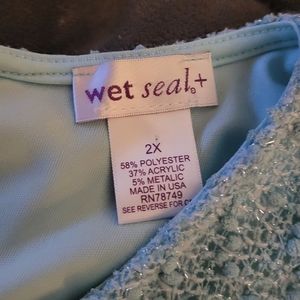 wet seal+
2X
58% POLYESTER
37% ACRYLIC
5% METALIC
MADE IN USA
RN78749
SEE REVERSE FOR